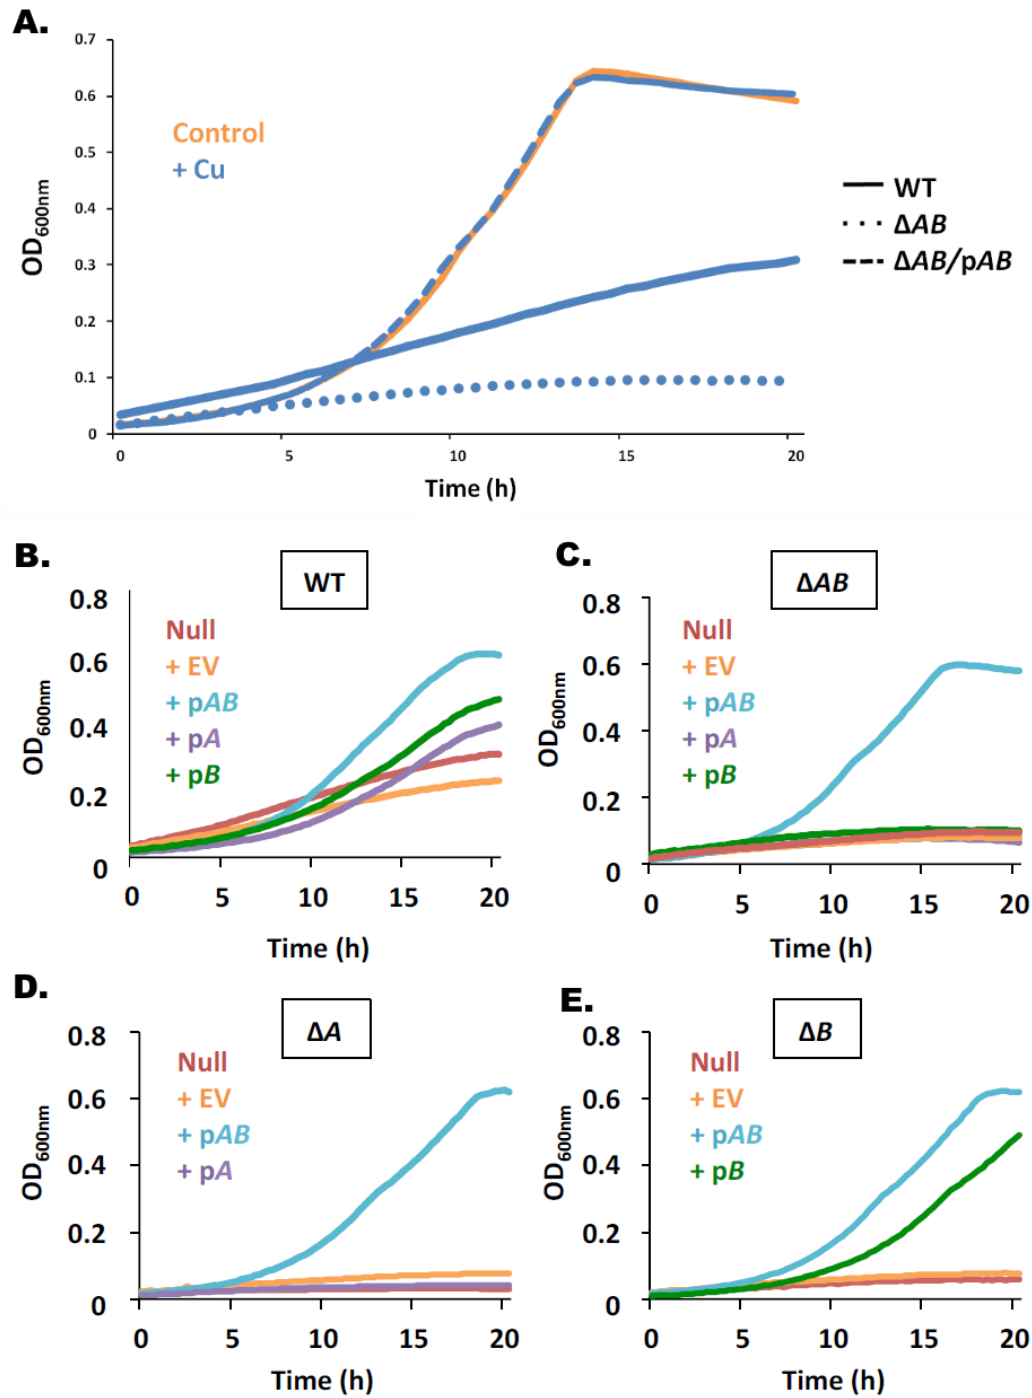 A.
0.7
0.6
0.5
0.4
0.3
0.2
0.1
0
OD600nm
Control
+ Cu
WT
ΔAB
ΔAB/pAB
0 5 10 15 20
Time (h)
B.
WT
0.8
0.6
0.4
0.2
0
OD600nm
Null
+ EV
+ pAB
+ pA
+ pB
0 5 10 15 20
Time (h)
C.
ΔAB
0.8
0.6
0.4
0.2
0
OD600nm
Null
+ EV
+ pAB
+ pA
+ pB
0 5 10 15 20
Time (h)
D.
ΔA
0.8
0.6
0.4
0.2
0
OD600nm
Null
+ EV
+ pAB
+ pA
0 5 10 15 20
Time (h)
E.
ΔB
0.8
0.6
0.4
0.2
0
OD600nm
Null
+ EV
+ pAB
+ pB
0 5 10 15 20
Time (h)